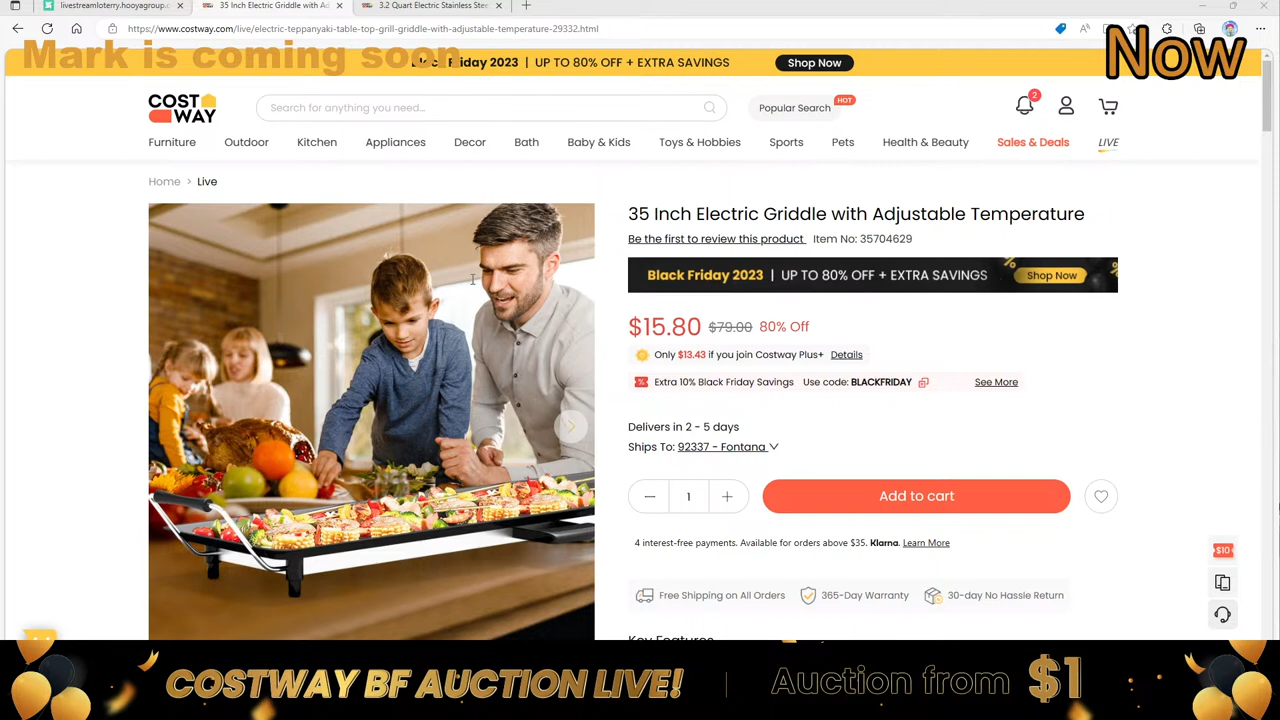 livestreamloterry.hooyagroup.c
35 Inch Electric Griddle with Ad
3.2 Quart Electric Stainless Stee
https://www.costway.com/live/electric-teppanyaki-table-top-grill-griddle-with-adjustable-temperature-29332.html
Mark is coming soon
Now
Friday 2023 | UP TO 80% OFF + EXTRA SAVINGS
Shop Now
COST WAY
Search for anything you need...
Popular Search
HOT
2
Furniture Outdoor Kitchen Appliances Decor Bath Baby & Kids Toys & Hobbies Sports Pets Health & Beauty Sales & Deals LIVE
Home > Live
35 Inch Electric Griddle with Adjustable Temperature
Be the first to review this product Item No: 35704629
Black Friday 2023 | UP TO 80% OFF + EXTRA SAVINGS Shop Now
$15.80 $79.00 80% Off
Only $13.43 if you join Costway Plus+ Details
Extra 10% Black Friday Savings Use code: BLACKFRIDAY See More
Delivers in 2 - 5 days
Ships To: 92337 - Fontana
1
Add to cart
4 interest-free payments. Available for orders above $35. Klarna. Learn More
$10
Free Shipping on All Orders 365-Day Warranty 30-day No Hassle Return
Key Features
COSTWAY BF AUCTION LIVE! | Auction from $1